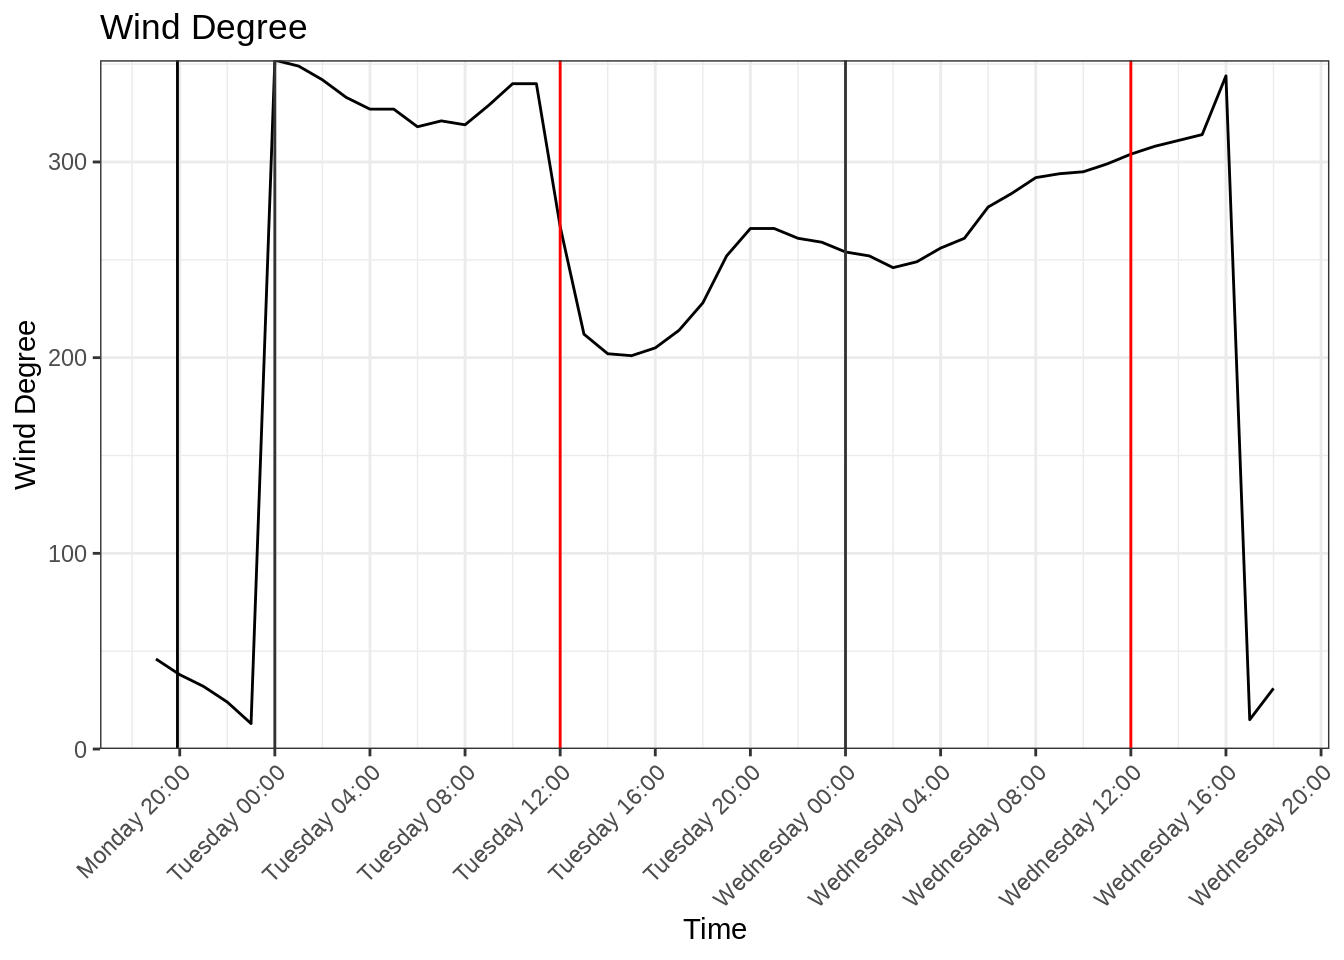 Wind Degree
Wind Degree
300
200
100
0
Monday 20:00
Tuesday 00:00
Tuesday 04:00
Tuesday 08:00
Tuesday 12:00
Tuesday 16:00
Tuesday 20:00
Wednesday 00:00
Wednesday 04:00
Wednesday 08:00
Wednesday 12:00
Wednesday 16:00
Wednesday 20:00
Time